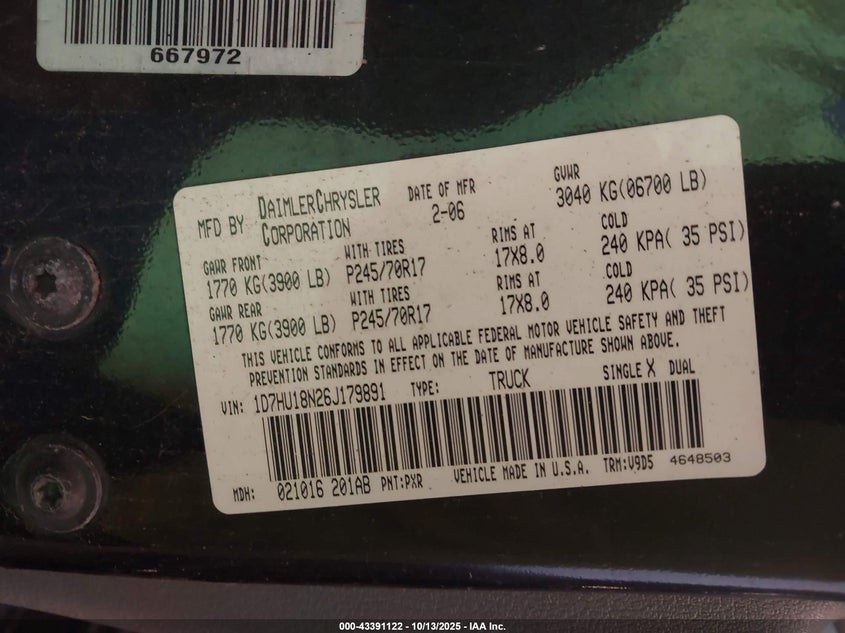 667972
MFD BY DAIMLERCHRYSLER CORPORATION
DATE OF MFR 2-06
GVWR 3040 KG(06700 LB)
GAWR FRONT WITH TIRES RIMS AT COLD
1770 KG(3900 LB) P245/70R17 17X8.0 240 KPA( 35 PSI)
GAWR REAR WITH TIRES RIMS AT COLD
1770 KG(3900 LB) P245/70R17 17X8.0 240 KPA( 35 PSI)
THIS VEHICLE CONFORMS TO ALL APPLICABLE FEDERAL MOTOR VEHICLE SAFETY AND THEFT
PREVENTION STANDARDS IN EFFECT ON THE DATE OF MANUFACTURE SHOWN ABOVE.
VIN: 1D7HU18N26J179891 TYPE: TRUCK SINGLE X DUAL
MDH: 021016 201AB PNT:PXR VEHICLE MADE IN U.S.A. TRM:V9D5 4648503
000-43391122 - 10/13/2025 - IAA Inc.